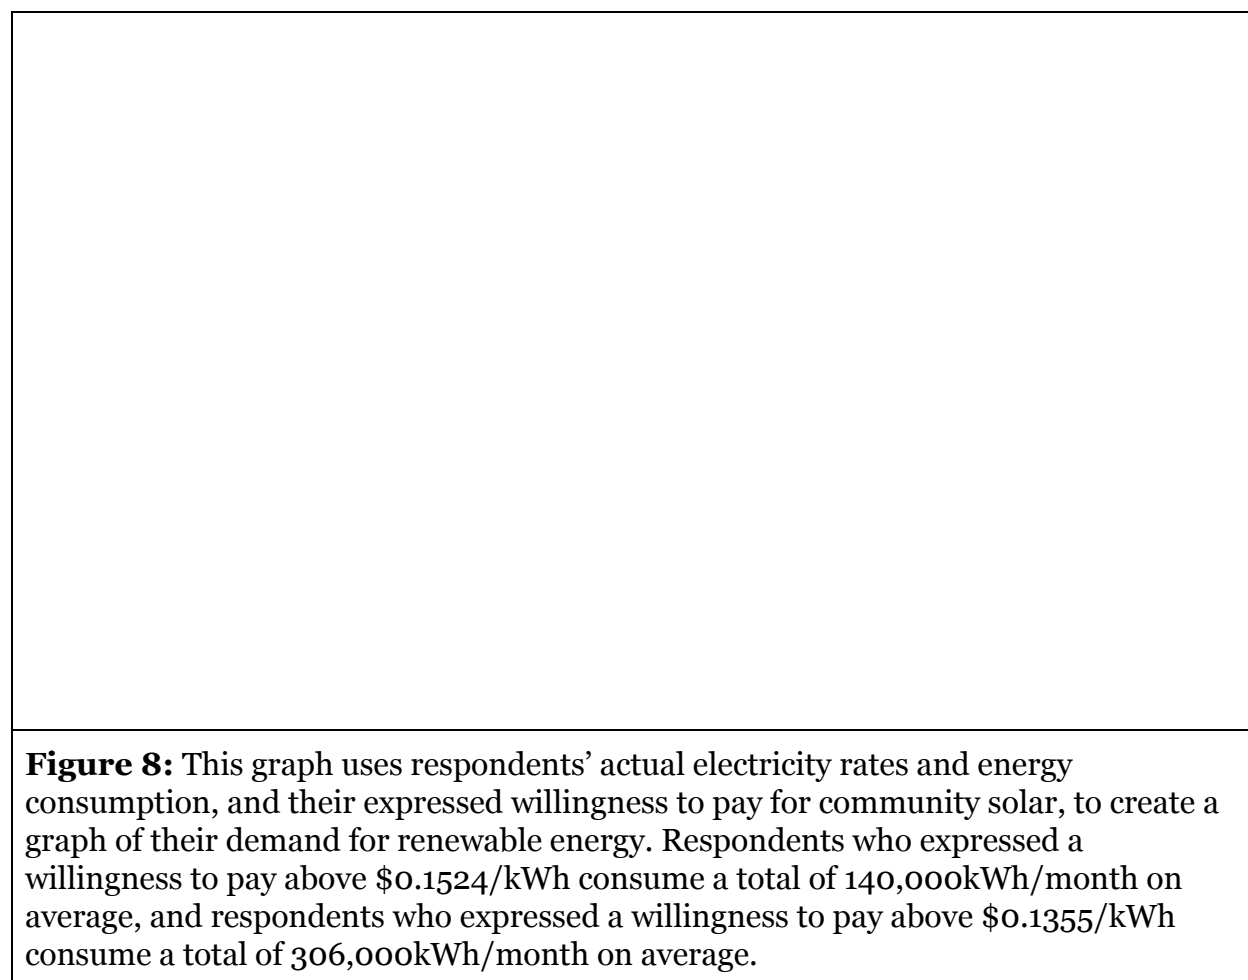 Figure 8: This graph uses respondents’ actual electricity rates and energy
consumption, and their expressed willingness to pay for community solar, to create a
graph of their demand for renewable energy. Respondents who expressed a
willingness to pay above $0.1524/kWh consume a total of 140,000kWh/month on
average, and respondents who expressed a willingness to pay above $0.1355/kWh
consume a total of 306,000kWh/month on average.